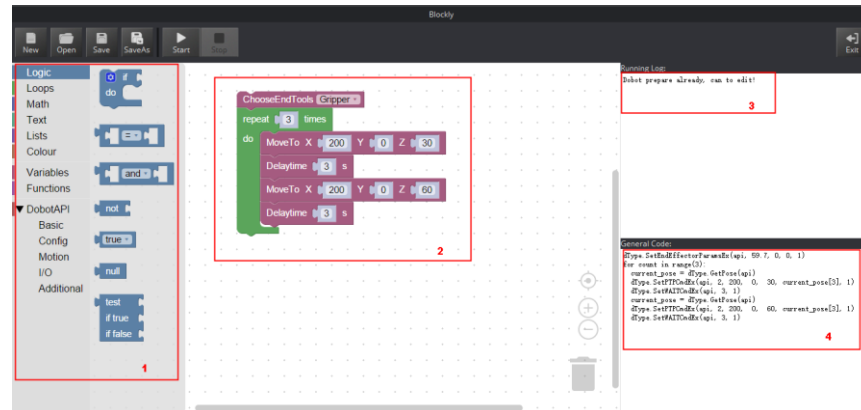 Blockly
New Open Save SaveAs Start Stop Exit
Logic
Loops
Math
Text
Lists
Colour
Variables
Functions
DobotAPI
Basic
Config
Motion
I/O
Additional
if
do
=
and
not
true
null
test
if true
if false
1
ChooseEndTools Gripper
repeat 3 times
do MoveTo X 200 Y 0 Z 30
Delaytime 3 s
MoveTo X 200 Y 0 Z 60
Delaytime 3 s
2
Running Log:
Dobot prepare already, can to edit!
3
General Code:
dType.SetEndEffectorParamsEx(api, 59.7, 0, 0, 1)
for count in range(3):
current_pose = dType.GetPose(api)
dType.SetPTPCmdEx(api, 2, 200, 0, 30, current_pose[3], 1)
dType.SetWAITCmdEx(api, 3, 1)
current_pose = dType.GetPose(api)
dType.SetPTPCmdEx(api, 2, 200, 0, 60, current_pose[3], 1)
dType.SetWAITCmdEx(api, 3, 1)
4